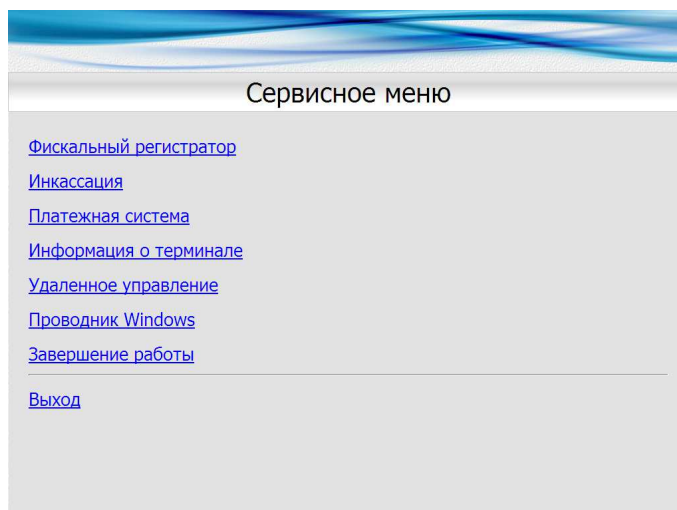 Сервисное меню
Фискальный регистратор
Инкассация
Платежная система
Информация о терминале
Удаленное управление
Проводник Windows
Завершение работы
Выход